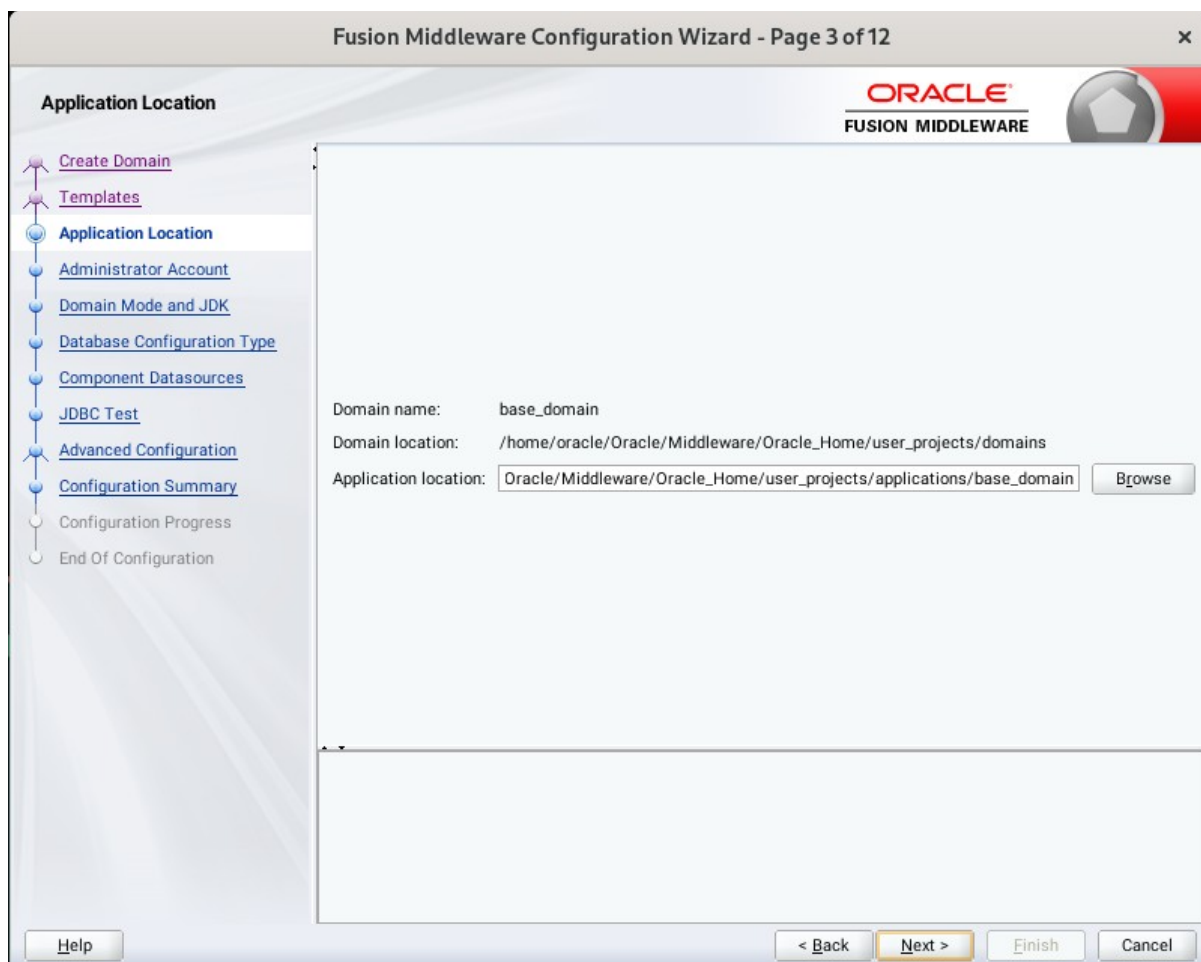 Fusion Middleware Configuration Wizard - Page 3 of 12
Application Location
ORACLE
FUSION MIDDLEWARE
Create Domain
Templates
Application Location
Administrator Account
Domain Mode and JDK
Database Configuration Type
Component Datasources
JDBC Test
Advanced Configuration
Configuration Summary
Configuration Progress
End Of Configuration
Domain name: base_domain
Domain location: /home/oracle/Oracle/Middleware/Oracle_Home/user_projects/domains
Application location: Oracle/Middleware/Oracle_Home/user_projects/applications/base_domain Browse
Help < Back Next > Finish Cancel